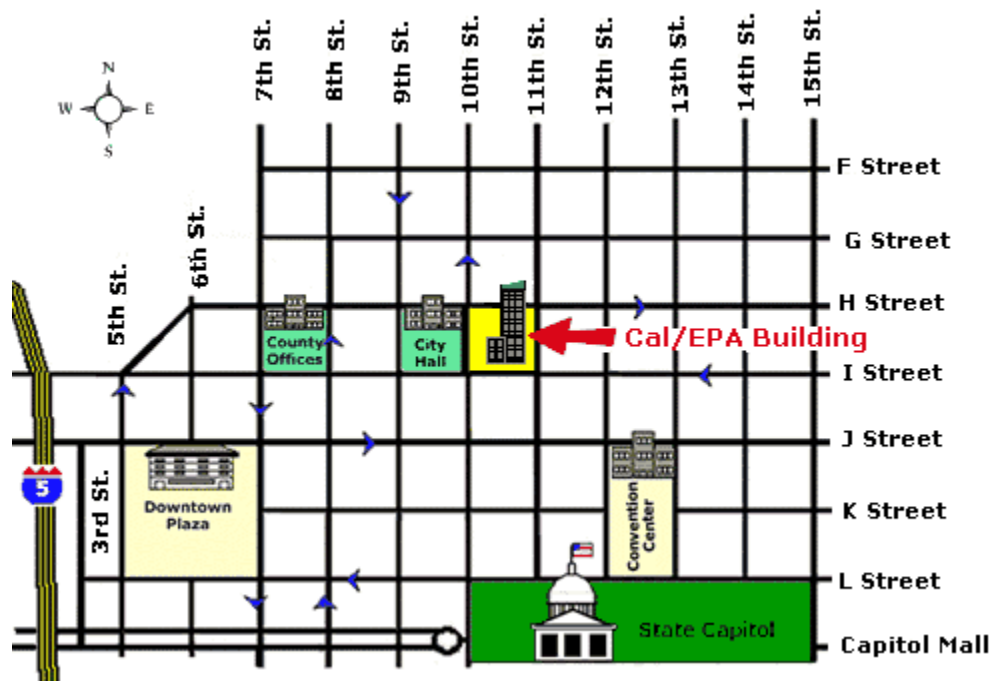 7th St.
8th St.
9th St.
10th St.
11th St.
12th St.
13th St.
14th St.
15th St.
N
W E
S
F Street
6th St.
G Street
5th St.
H Street
County
Offices
City
Hall
Cal/EPA Building
I Street
J Street
5
3rd St.
Downtown
Plaza
Convention
Center
K Street
L Street
State Capitol
Capitol Mall